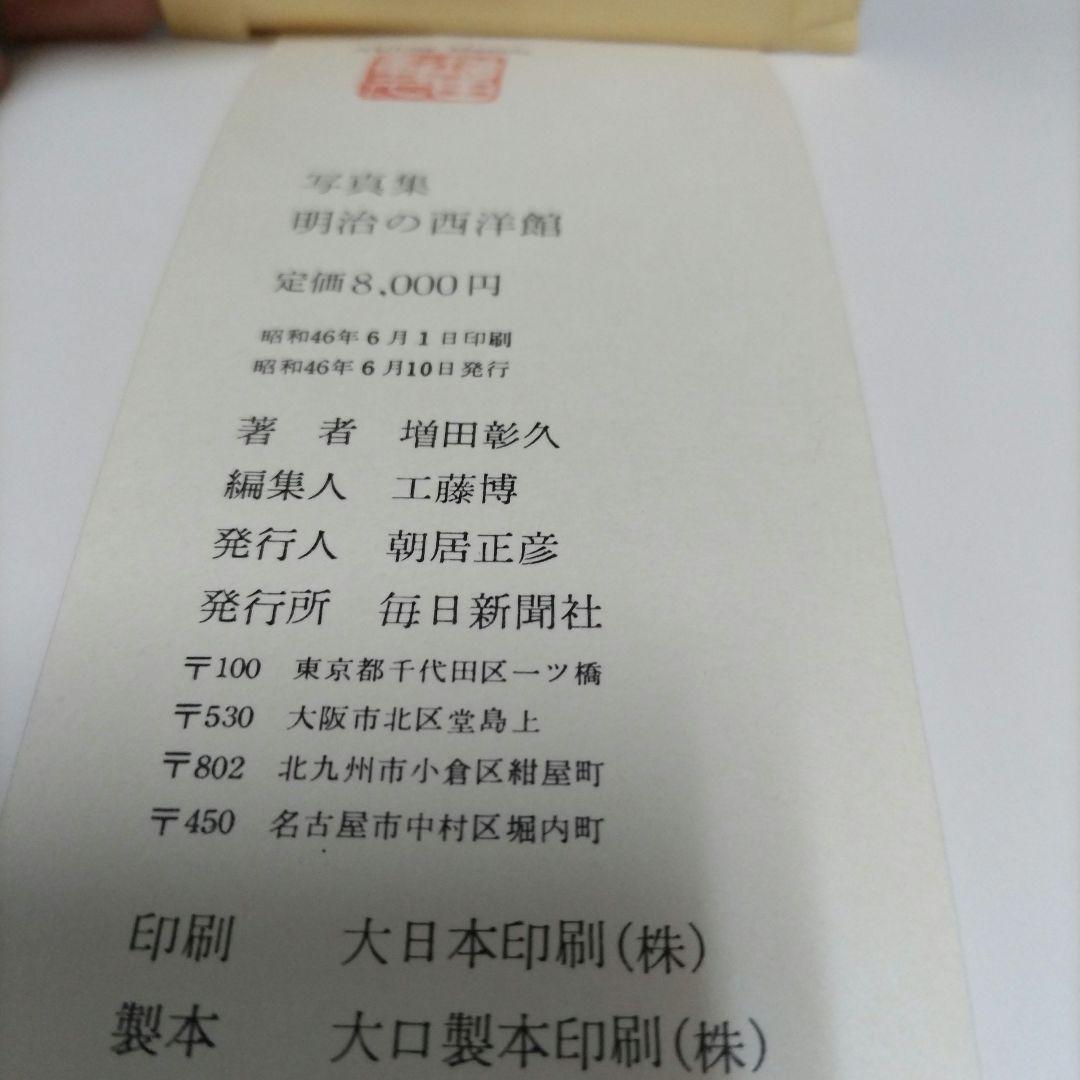 写真集
明治の西洋館
定価8,000円
昭和46年6月1日印刷
昭和46年6月10日発行
著 者 増田彰久
編集人 工藤博
発行人 朝居正彦
発行所 毎日新聞社
〒100 東京都千代田区一ツ橋
〒530 大阪市北区堂島上
〒802 北九州市小倉区紺屋町
〒450 名古屋市中村区堀内町
印刷 大日本印刷(株)
製本 大口製本印刷(株)